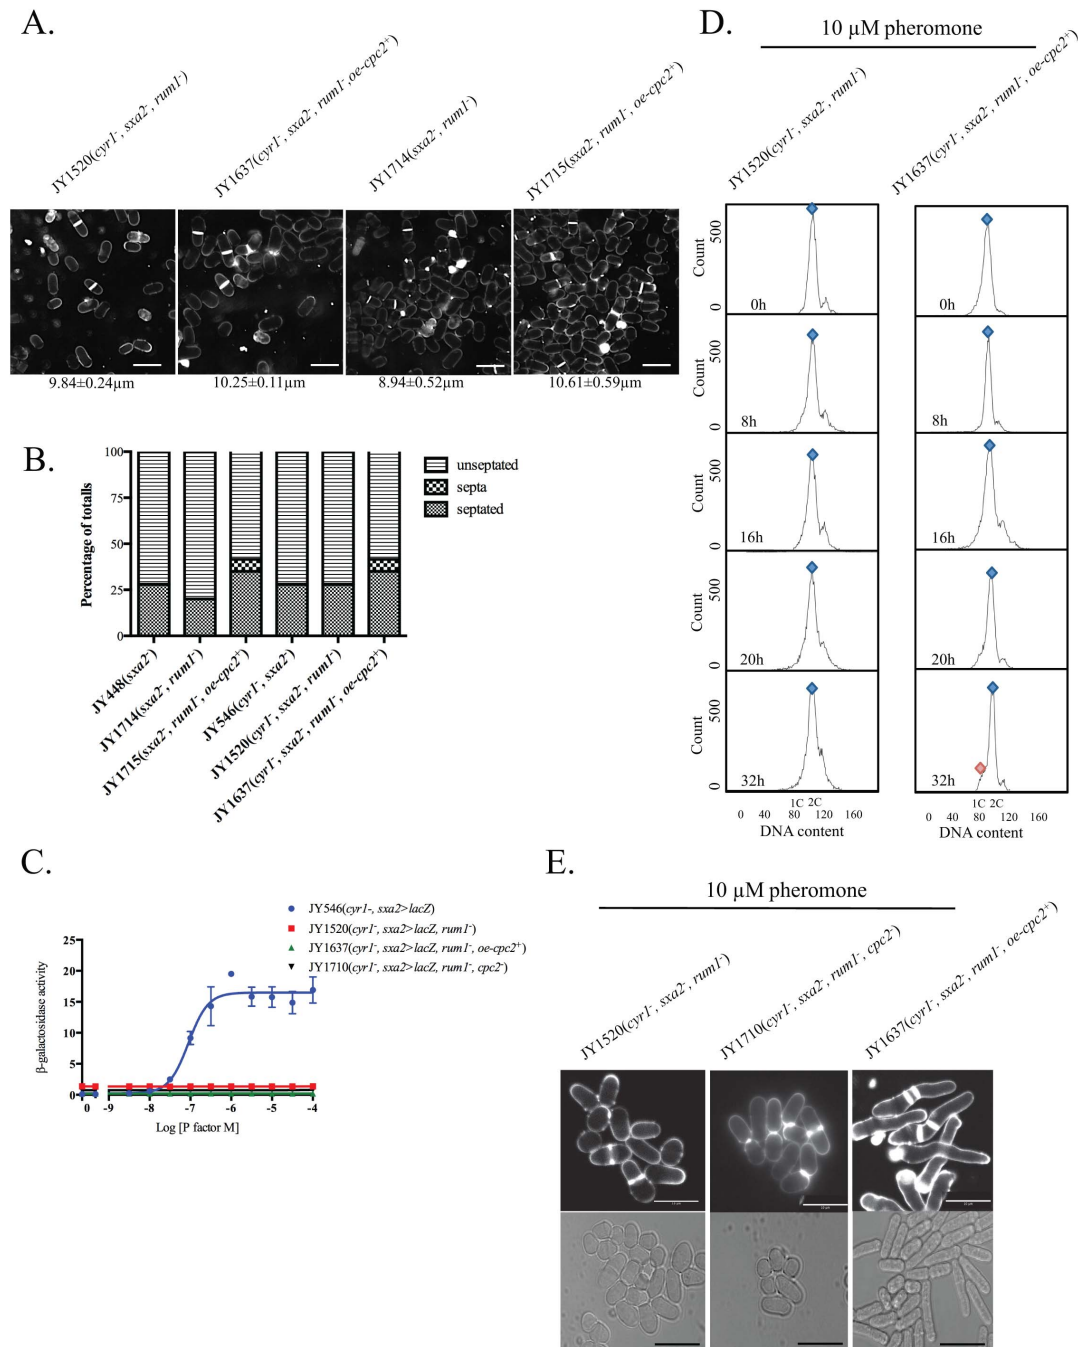 A.
JY1520(cyr1-, sxa2-, rum1-)
JY1637(cyr1-, sxa2-, rum1-, oe-cpc2+)
JY1714(sxa2-, rum1-)
JY1715(sxa2-, rum1-, oe-cpc2+)
9.84±0.24µm
10.25±0.11µm
8.94±0.52µm
10.61±0.59µm
B.
Percentage of totalls
100
75
50
25
0
unseptated
septa
septated
JY448(sxa2-)
JY1714(sxa2-, rum1-)
JY1715(sxa2-, rum1-, oe-cpc2+)
JY546(cyr1-, sxa2-)
JY1520(cyr1-, sxa2-, rum1-)
JY1637(cyr1-, sxa2-, rum1-, oe-cpc2+)
C.
JY546(cyr1-, sxa2>lacZ)
JY1520(cyr1-, sxa2>lacZ, rum1-)
JY1637(cyr1-, sxa2>lacZ, rum1-, oe-cpc2+)
JY1710(cyr1-, sxa2>lacZ, rum1-, cpc2-)
β-galactosidase activity
25
20
15
10
5
0
0 -9 -8 -7 -6 -5 -4
Log [P factor M]
D.
10 µM pheromone
JY1520(cyr1-, sxa2-, rum1-)
JY1637(cyr1-, sxa2-, rum1-, oe-cpc2+)
Count 500 0
0h
0h
Count 500 0
8h
8h
Count 500 0
16h
16h
Count 500 0
20h
20h
Count 500 0
32h
32h
1C 2C
1C 2C
0 40 80 120 160
0 40 80 120 160
DNA content
DNA content
E.
10 µM pheromone
JY1520(cyr1-, sxa2-, rum1-)
JY1710(cyr1-, sxa2-, rum1-, cpc2-)
JY1637(cyr1-, sxa2-, rum1-, oe-cpc2+)